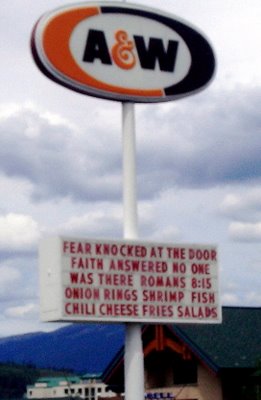 A&W
FEAR KNOCKED AT THE DOOR
FAITH ANSWERED NO ONE
WAS THERE ROMANS 8:15
ONION RINGS SHRIMP FISH
CHILI CHEESE FRIES SALADS